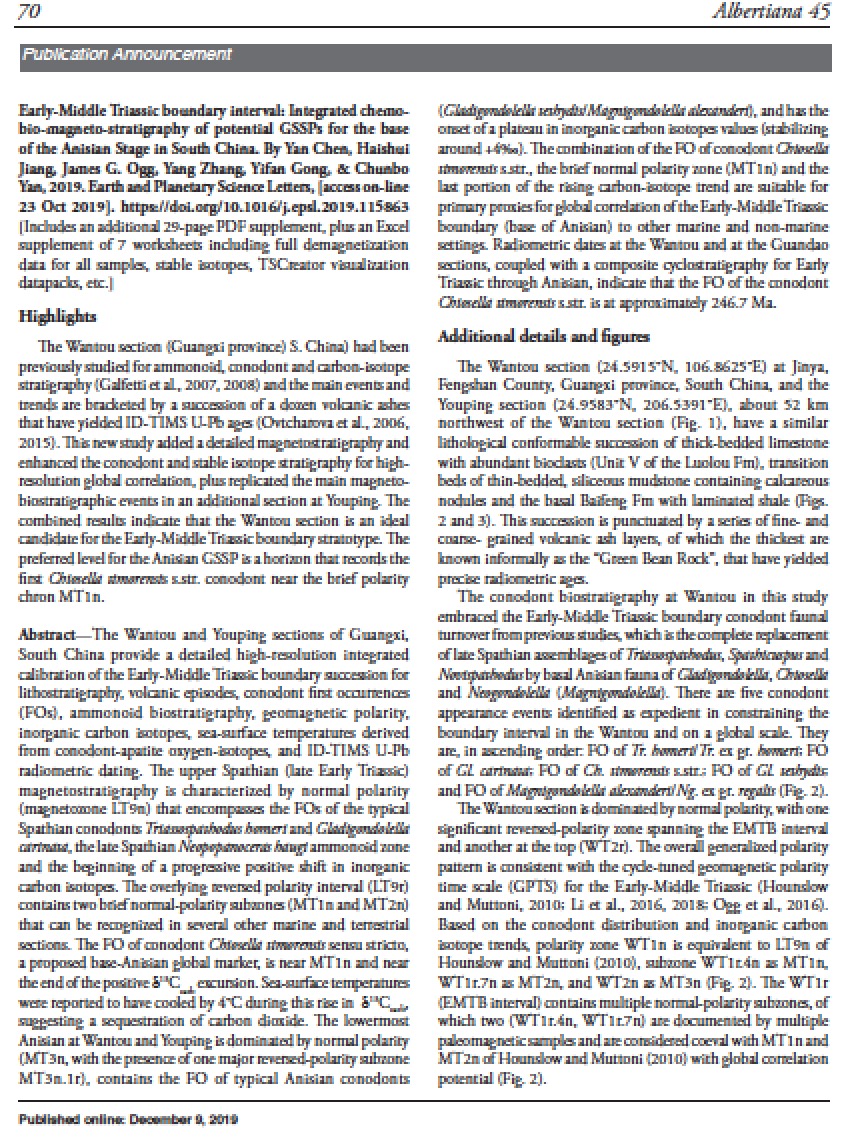 70
Albertiana 45
Publication Announcement
Early-Middle Triassic boundary interval: Integrated chemo-
bio-magneto-stratigraphy of potential GSSPs for the base
of the Anisian Stage in South China. By Yan Chen, Haishui
Jiang, James G. Ogg, Yang Zhang, Yifan Gong, & Chunbo
Yan, 2019. Earth and Planetary Science Letters, [access on-line
23 Oct 2019]. https://doi.org/10.1016/j.epsl.2019.115863
[Includes an additional 29-page PDF supplement, plus an Excel
supplement of 7 worksheets including full demagnetization
data for all samples, stable isotopes, TSCreator visualization
datapacks, etc.]
Highlights
The Wantou section (Guangxi province) S. China) had been
previously studied for ammonoid, conodont and carbon-isotope
stratigraphy (Galfetti et al., 2007, 2008) and the main events and
trends are bracketed by a succession of a dozen volcanic ashes
that have yielded ID-TIMS U-Pb ages (Ovtcharova et al., 2006,
2015). This new study added a detailed magnetostratigraphy and
enhanced the conodont and stable isotope stratigraphy for high-
resolution global correlation, plus replicated the main magneto-
biostratigraphic events in an additional section at Youping. The
combined results indicate that the Wantou section is an ideal
candidate for the Early-Middle Triassic boundary stratotype. The
preferred level for the Anisian GSSP is a horizon that records the
first Chiosella timorensis s.str. conodont near the brief polarity
chron MT1n.
Abstract—The Wantou and Youping sections of Guangxi,
South China provide a detailed high-resolution integrated
calibration of the Early-Middle Triassic boundary succession for
lithostratigraphy, volcanic episodes, conodont first occurrences
(FOs), ammonoid biostratigraphy, geomagnetic polarity,
inorganic carbon isotopes, sea-surface temperatures derived
from conodont-apatite oxygen-isotopes, and ID-TIMS U-Pb
radiometric dating. The upper Spathian (late Early Triassic)
magnetostratigraphy is characterized by normal polarity
(magnetozone LT9n) that encompasses the FOs of the typical
Spathian conodonts Triassospathodus homeri and Gladigondolella
carinata, the late Spathian Neopopanoceras haugi ammonoid zone
and the beginning of a progressive positive shift in inorganic
carbon isotopes. The overlying reversed polarity interval (LT9r)
contains two brief normal-polarity subzones (MT1n and MT2n)
that can be recognized in several other marine and terrestrial
sections. The FO of conodont Chiosella timorensis sensu stricto,
a proposed base-Anisian global marker, is near MT1n and near
the end of the positive δ¹³C excursion. Sea-surface temperatures
were reported to have cooled by 4°C during this rise in δ¹³C
suggesting a sequestration of carbon dioxide. The lowermost
Anisian at Wantou and Youping is dominated by normal polarity
(MT3n, with the presence of one major reversed-polarity subzone
MT3n.1r), contains the FO of typical Anisian conodonts
(Gladigondolella tethydis/Magnigondolella alexanderi), and has the
onset of a plateau in inorganic carbon isotopes values (stabilizing
around +4‰). The combination of the FO of conodont Chiosella
timorensis s.str., the brief normal polarity zone (MT1n) and the
last portion of the rising carbon-isotope trend are suitable for
primary proxies for global correlation of the Early-Middle Triassic
boundary (base of Anisian) to other marine and non-marine
settings. Radiometric dates at the Wantou and at the Guandao
sections, coupled with a composite cyclostratigraphy for Early
Triassic through Anisian, indicate that the FO of the conodont
Chiosella timorensis s.str. is at approximately 246.7 Ma.
Additional details and figures
The Wantou section (24.5915°N, 106.8625°E) at Jinya,
Fengshan County, Guangxi province, South China, and the
Youping section (24.9583°N, 206.5391°E), about 52 km
northwest of the Wantou section (Fig. 1), have a similar
lithological conformable succession of thick-bedded limestone
with abundant bioclasts (Unit V of the Luolou Fm), transition
beds of thin-bedded, siliceous mudstone containing calcareous
nodules and the basal Baifeng Fm with laminated shale (Figs.
2 and 3). This succession is punctuated by a series of fine- and
coarse- grained volcanic ash layers, of which the thickest are
known informally as the “Green Bean Rock”, that have yielded
precise radiometric ages.
The conodont biostratigraphy at Wantou in this study
embraced the Early-Middle Triassic boundary conodont faunal
turnover from previous studies, which is the complete replacement
of late Spathian assemblages of Triassospathodus, Spathicuspus and
Neospathodus by basal Anisian fauna of Gladigondolella, Chiosella
and Neogondolella (Magnigondolella). There are five conodont
appearance events identified as expedient in constraining the
boundary interval in the Wantou and on a global scale. They
are, in ascending order: FO of Tr. homeri/Tr. ex gr. homeri; FO
of Gl. carinata; FO of Ch. timorensis s.str.; FO of Gl. tethydis;
and FO of Magnigondolella alexanderi/Ng. ex gr. regalis (Fig. 2).
The Wantou section is dominated by normal polarity, with one
significant reversed-polarity zone spanning the EMTB interval
and another at the top (WT2r). The overall generalized polarity
pattern is consistent with the cycle-tuned geomagnetic polarity
time scale (GPTS) for the Early-Middle Triassic (Hounslow
and Muttoni, 2010; Li et al., 2016, 2018; Ogg et al., 2016).
Based on the conodont distribution and inorganic carbon
isotope trends, polarity zone WT1n is equivalent to LT9n of
Hounslow and Muttoni (2010), subzone WT1r.4n as MT1n,
WT1r.7n as MT2n, and WT2n as MT3n (Fig. 2). The WT1r
(EMTB interval) contains multiple normal-polarity subzones, of
which two (WT1r.4n, WT1r.7n) are documented by multiple
paleomagnetic samples and are considered coeval with MT1n and
MT2n of Hounslow and Muttoni (2010) with global correlation
potential (Fig. 2).
Published online: December 9, 2019